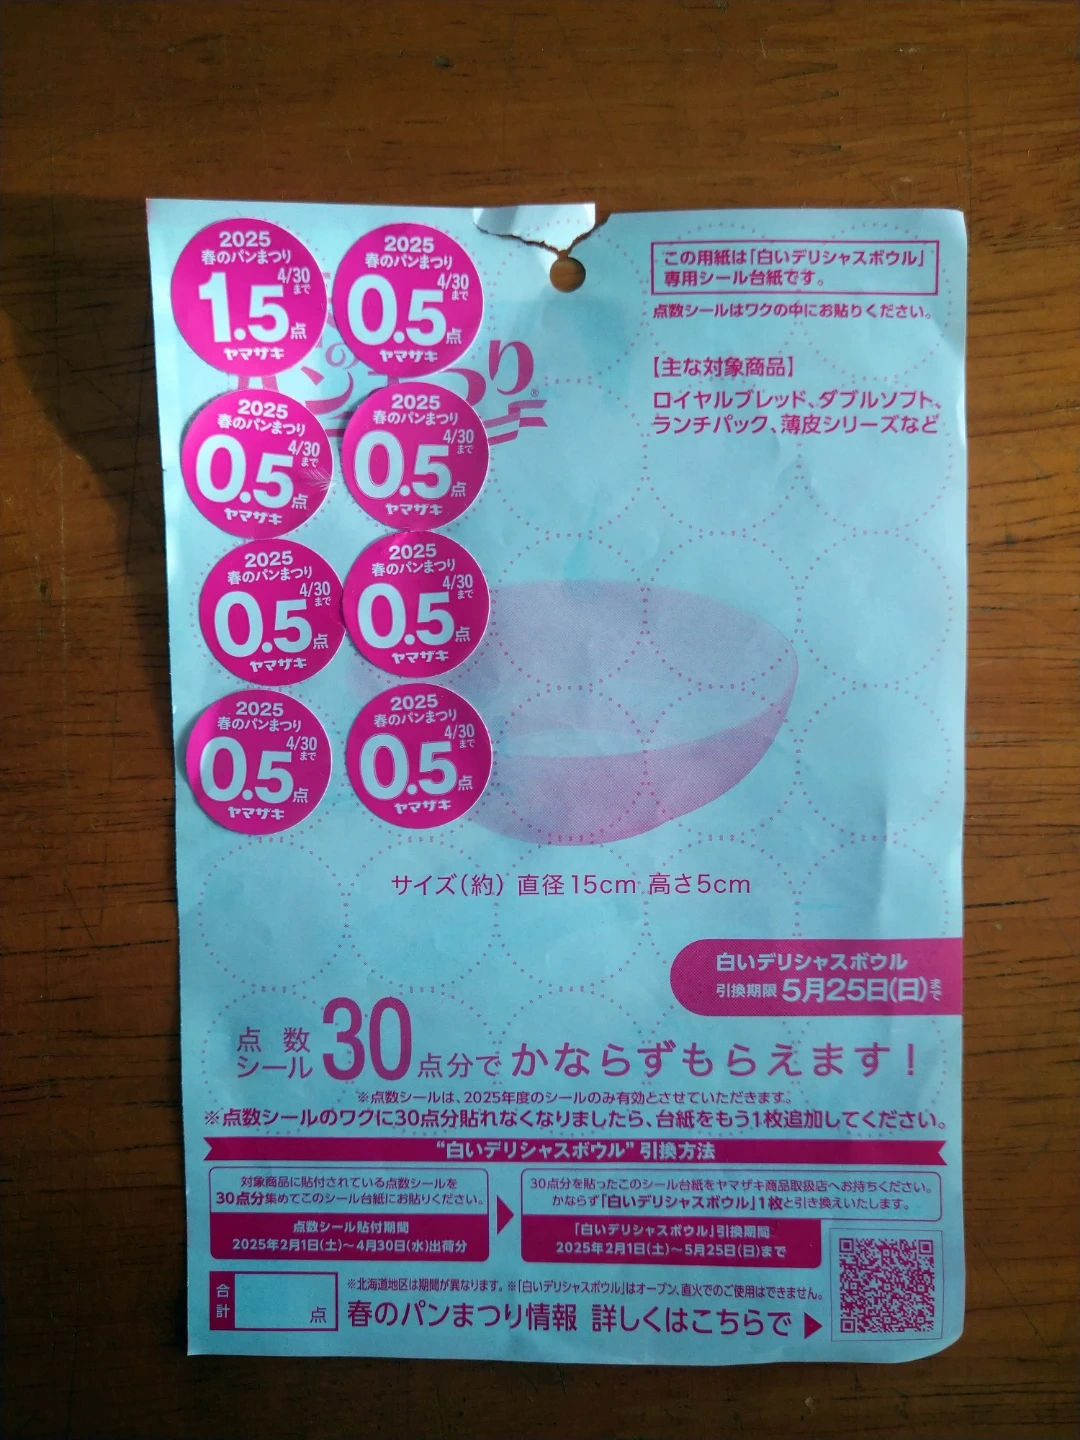 2025
春のパンまつり
4/30まで
1.5点
ヤマザキ
2025
春のパンまつり
4/30まで
0.5点
ヤマザキ
この用紙は「白いデリシャスボウル」
専用シール台紙です。
点数シールはワクの中にお貼りください。
の
パンまつり®
【主な対象商品】
ロイヤルブレッド、ダブルソフト、
ランチパック、薄皮シリーズなど
2025
春のパンまつり
4/30まで
0.5点
ヤマザキ
2025
春のパンまつり
4/30まで
0.5点
ヤマザキ
2025
春のパンまつり
4/30まで
0.5点
ヤマザキ
2025
春のパンまつり
4/30まで
0.5点
ヤマザキ
2025
春のパンまつり
4/30まで
0.5点
ヤマザキ
2025
春のパンまつり
4/30まで
0.5点
ヤマザキ
サイズ(約) 直径15cm 高さ5cm
白いデリシャスボウル
引換期限 5月25日(日)まで
点数シール30点分で かならずもらえます！
※点数シールは、2025年度のシールのみ有効とさせていただきます。
※点数シールのワクに30点分貼れなくなりましたら、台紙をもう1枚追加してください。
“白いデリシャスボウル” 引換方法
対象商品に貼付されている点数シールを
30点分集めてこのシール台紙にお貼りください。
点数シール貼付期間
2025年2月1日(土)～4月30日(水)出荷分
30点分を貼ったこのシール台紙をヤマザキ商品取扱店へお持ちください。
かならず「白いデリシャスボウル」1枚と引き換えいたします。
「白いデリシャスボウル」引換期間
2025年2月1日(土)～5月25日(日)まで
合計 点
※北海道地区は期間が異なります。※「白いデリシャスボウル」はオーブン、直火でのご使用はできません。
春のパンまつり情報 詳しくはこちらで